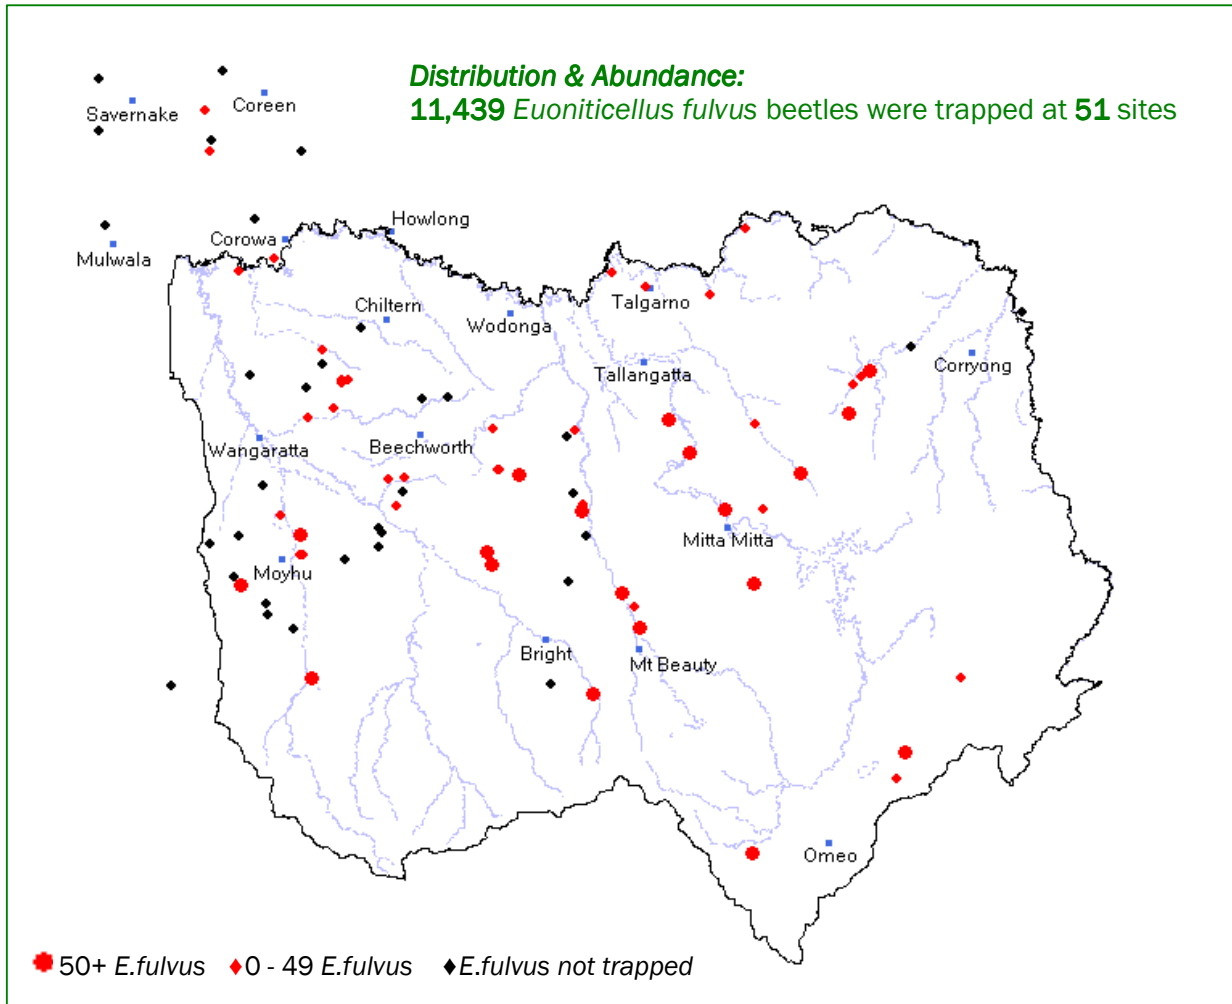 Distribution & Abundance:
11,439 Euoniticellus fulvus beetles were trapped at 51 sites
Savernake
Coreen
Howlong
Corowa
Mulwala
Chiltern
Wodonga
Talgarno
Tallangatta
Corryong
Wangaratta
Beechworth
Mitta Mitta
Moyhu
Bright
Mt Beauty
Omeo
50+ E.fulvus 0 - 49 E.fulvus E.fulvus not trapped